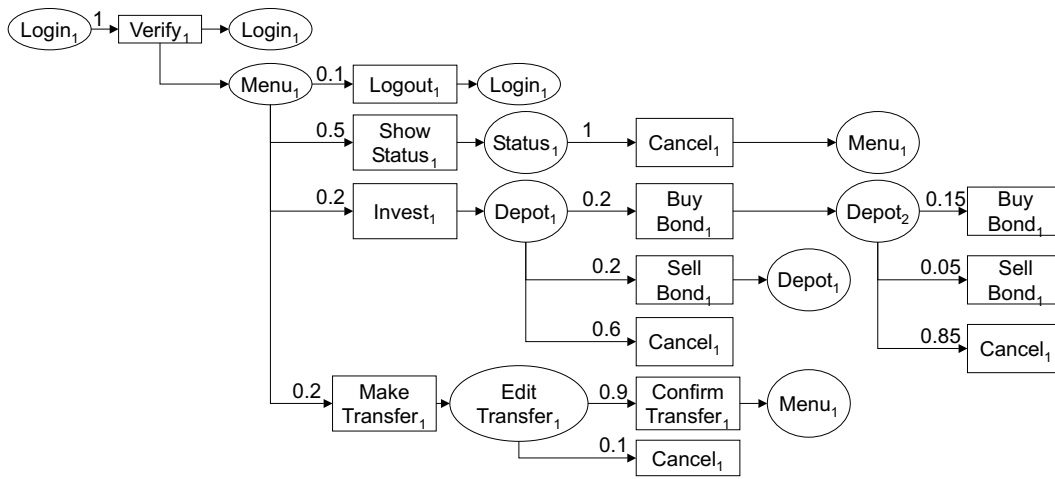 Login₁ 1 Verify₁ Login₁
Menu₁ 0.1 Logout₁ Login₁
0.5 Show Status₁ Status₁ 1 Cancel₁ Menu₁
0.2 Invest₁ Depot₁ 0.2 Buy Bond₁ Depot₂ 0.15 Buy Bond₁
0.2 Sell Bond₁ Depot₁ 0.05 Sell Bond₁
0.6 Cancel₁ 0.85 Cancel₁
0.2 Make Transfer₁ Edit Transfer₁ 0.9 Confirm Transfer₁ Menu₁
0.1 Cancel₁